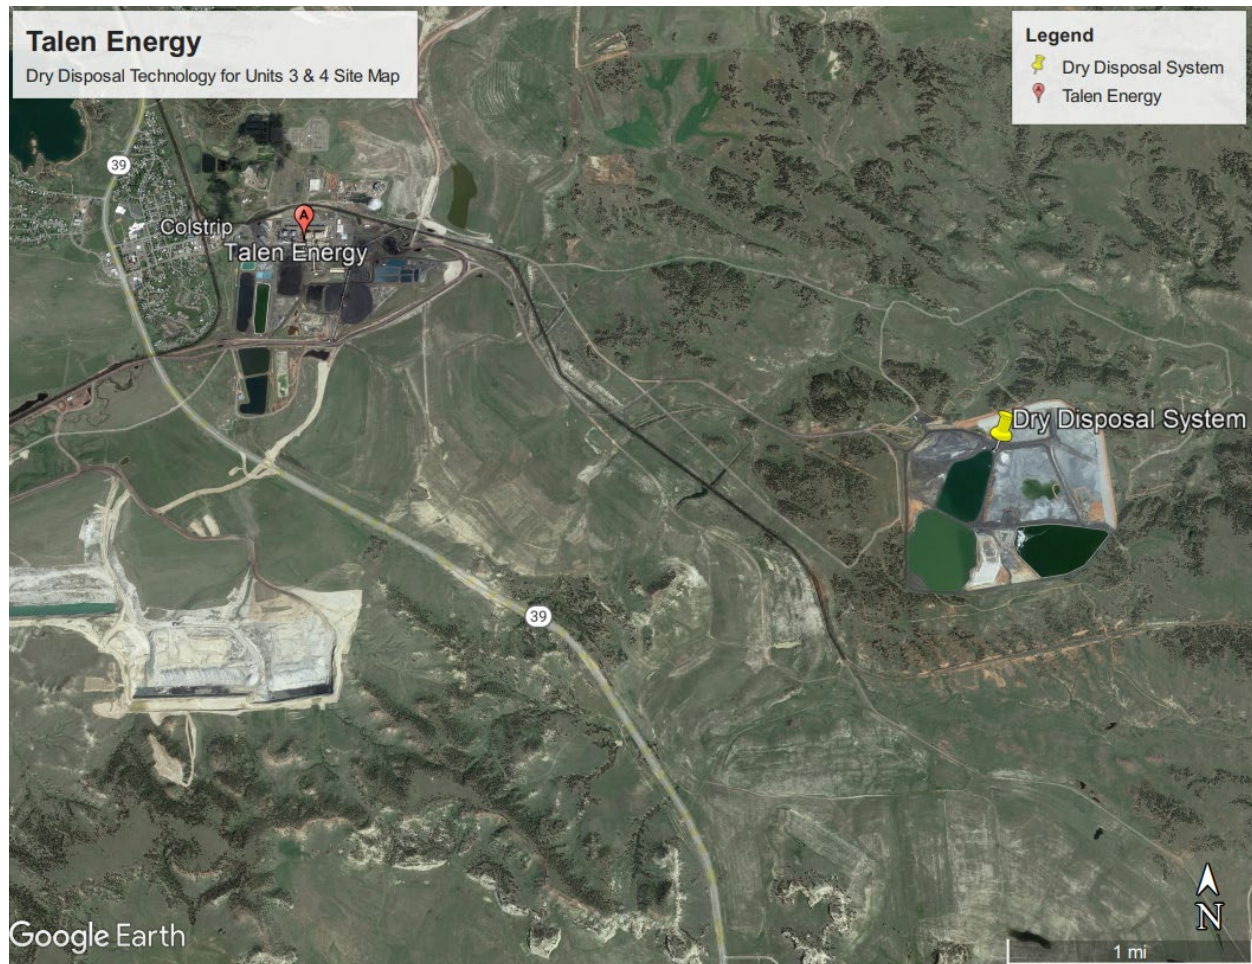 Talen Energy
Dry Disposal Technology for Units 3 & 4 Site Map
Legend
Dry Disposal System
A
Talen Energy
39
Colstrip
A
Talen Energy
Dry Disposal System
39
N
Google Earth
1 mi